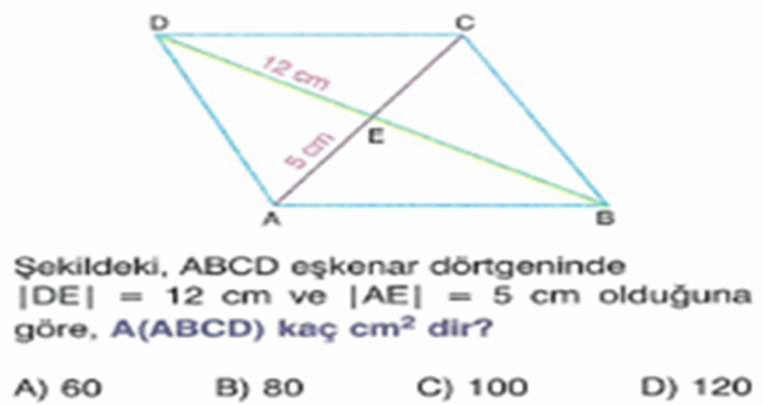 D C
12 cm
E
5 cm
A B
Şekildeki, ABCD eşkenar dörtgeninde
|DE| = 12 cm ve |AE| = 5 cm olduğuna
göre, A(ABCD) kaç cm² dir?
A) 60 B) 80 C) 100 D) 120